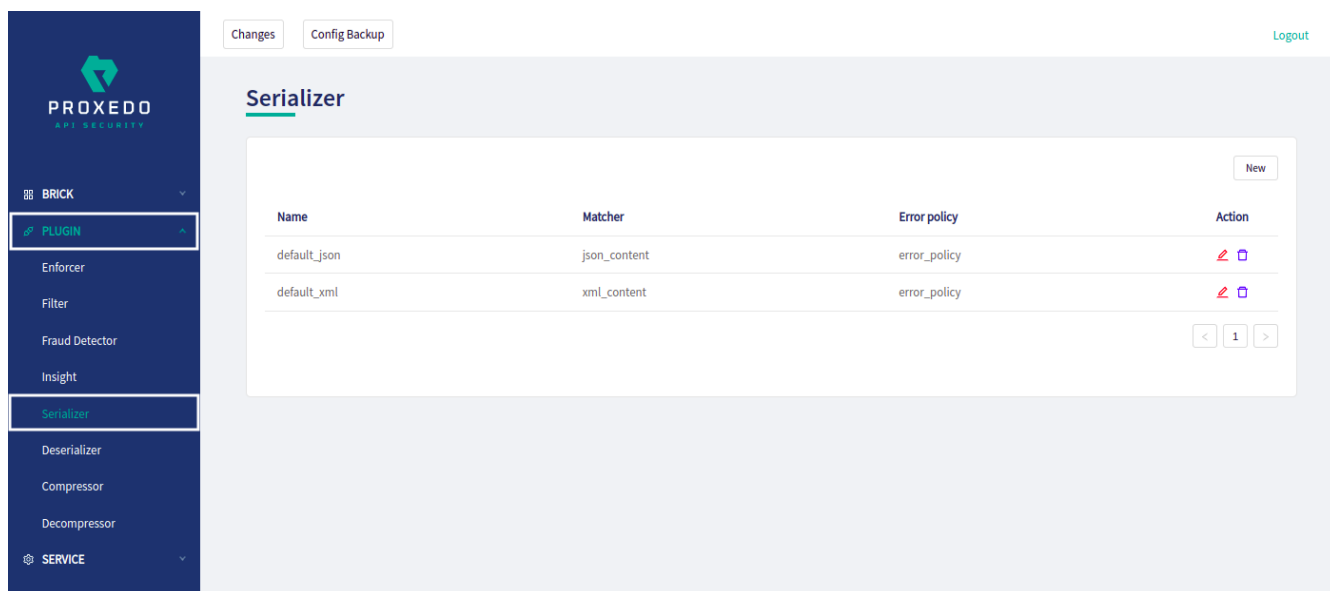 Changes Config Backup Logout
PROXEDO
API SECURITY
BRICK
PLUGIN
Enforcer
Filter
Fraud Detector
Insight
Serializer
Deserializer
Compressor
Decompressor
SERVICE
Serializer
New
Name Matcher Error policy Action
default_json json_content error_policy
default_xml xml_content error_policy
< 1 >